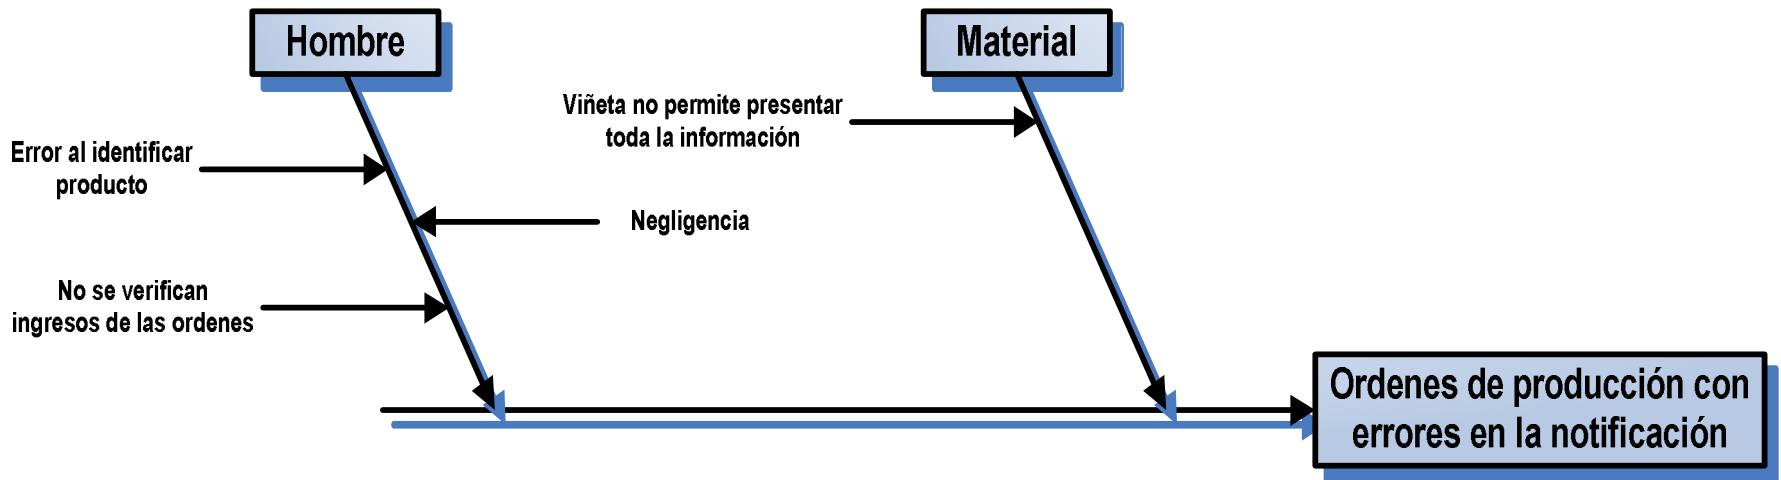 Hombre
Material
Viñeta no permite presentar
toda la información
Error al identificar
producto
Negligencia
No se verifican
ingresos de las ordenes
Ordenes de producción con
errores en la notificación